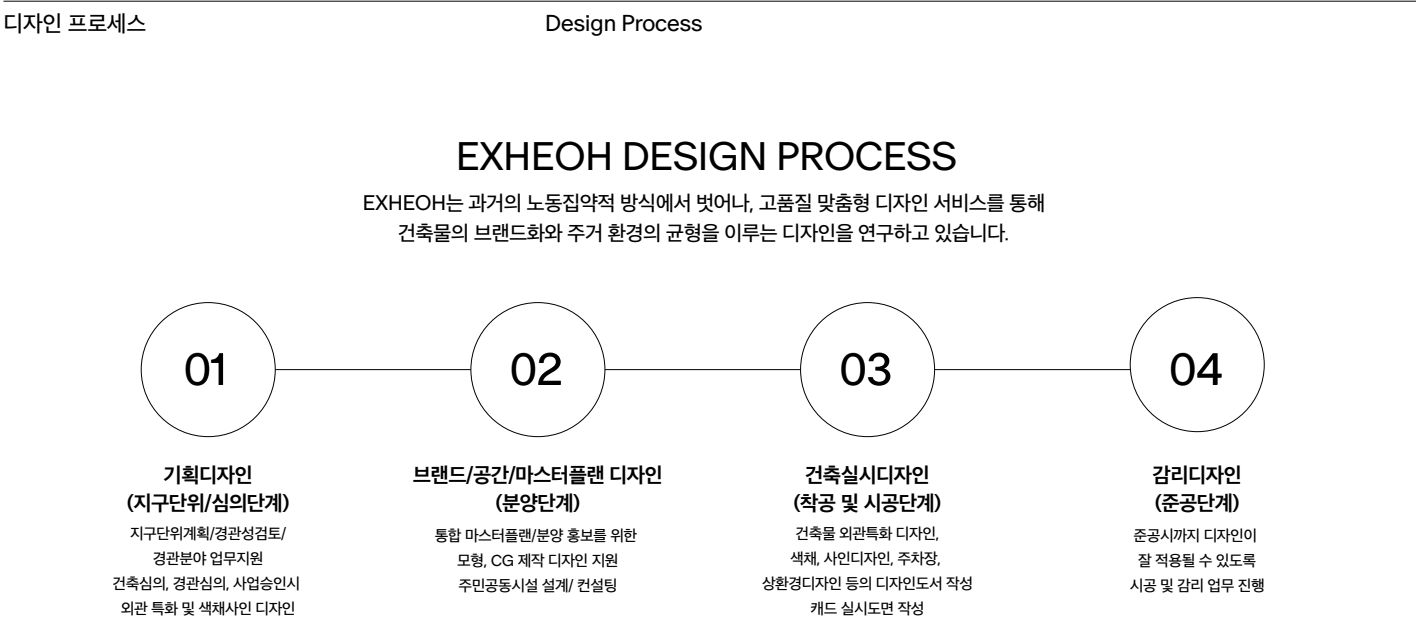 디자인 프로세스
Design Process
EXHEOH DESIGN PROCESS
EXHEOH는 과거의 노동집약적 방식에서 벗어나, 고품질 맞춤형 디자인 서비스를 통해
건축물의 브랜드화와 주거 환경의 균형을 이루는 디자인을 연구하고 있습니다.
01
기획디자인
(지구단위/심의단계)
지구단위계획/경관성검토/
경관분야 업무지원
건축심의, 경관심의, 사업승인시
외관 특화 및 색채사인 디자인
02
브랜드/공간/마스터플랜 디자인
(분양단계)
통합 마스터플랜/분양 홍보를 위한
모형, CG 제작 디자인 지원
주민공동시설 설계/ 컨설팅
03
건축실시디자인
(착공 및 시공단계)
건축물 외관특화 디자인,
색채, 사인디자인, 주차장,
상환경디자인 등의 디자인도서 작성
캐드 실시도면 작성
04
감리디자인
(준공단계)
준공시까지 디자인이
잘 적용될 수 있도록
시공 및 감리 업무 진행